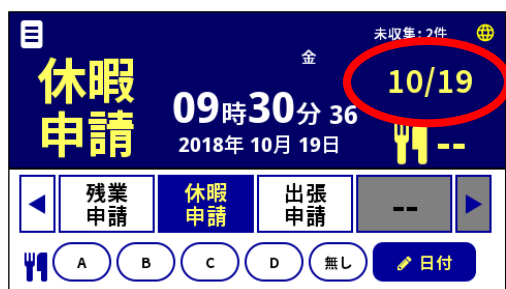 未収集:2件
休暇
申請
金
10/19
09時30分 36
2018年 10月 19日
--
残業
申請
休暇
申請
出張
申請
--
A
B
C
D
無し
日付